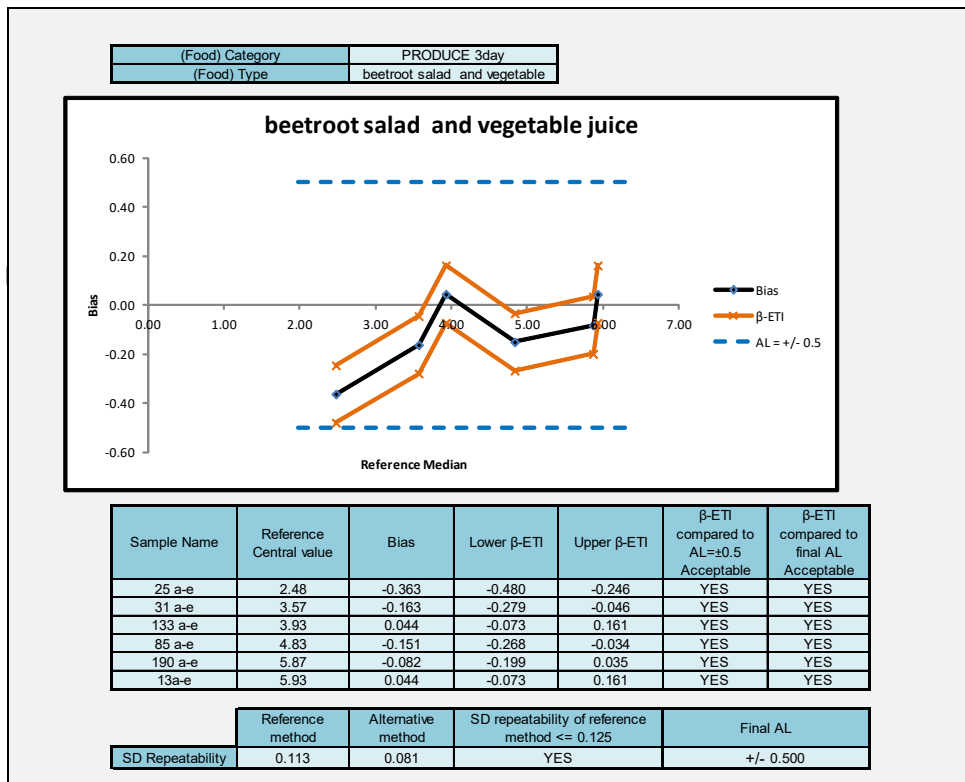 (Food) Category PRODUCE 3day
(Food) Type beetroot salad and vegetable
beetroot salad and vegetable juice
0.60
0.40
0.20
0.00
-0.20
-0.40
-0.60
0.00 1.00 2.00 3.00 4.00 5.00 6.00 7.00
Bias
Reference Median
Bias
β-ETI
AL = +/- 0.5
Sample Name Reference Central value Bias Lower β-ETI Upper β-ETI β-ETI compared to AL=±0.5 Acceptable β-ETI compared to final AL Acceptable
25 a-e 2.48 -0.363 -0.480 -0.246 YES YES
31 a-e 3.57 -0.163 -0.279 -0.046 YES YES
133 a-e 3.93 0.044 -0.073 0.161 YES YES
85 a-e 4.83 -0.151 -0.268 -0.034 YES YES
190 a-e 5.87 -0.082 -0.199 0.035 YES YES
13a-e 5.93 0.044 -0.073 0.161 YES YES
Reference method Alternative method SD repeatability of reference method <= 0.125 Final AL
SD Repeatability 0.113 0.081 YES +/- 0.500